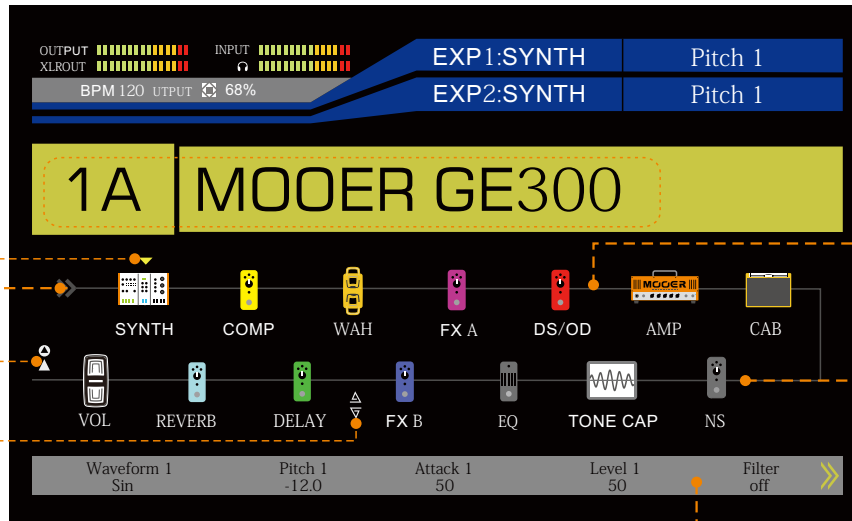 OUTPUT INPUT
XLROUT
BPM 120 UTPUT 68%
EXP1:SYNTH Pitch 1
EXP2:SYNTH Pitch 1
1A MOOER GE300
MOOER
SYNTH COMP WAH FX A DS/OD AMP CAB
VOL REVERB DELAY FX B EQ TONE CAP NS
Waveform 1 Pitch 1 Attack 1 Level 1 Filter
Sin -12.0 50 50 off